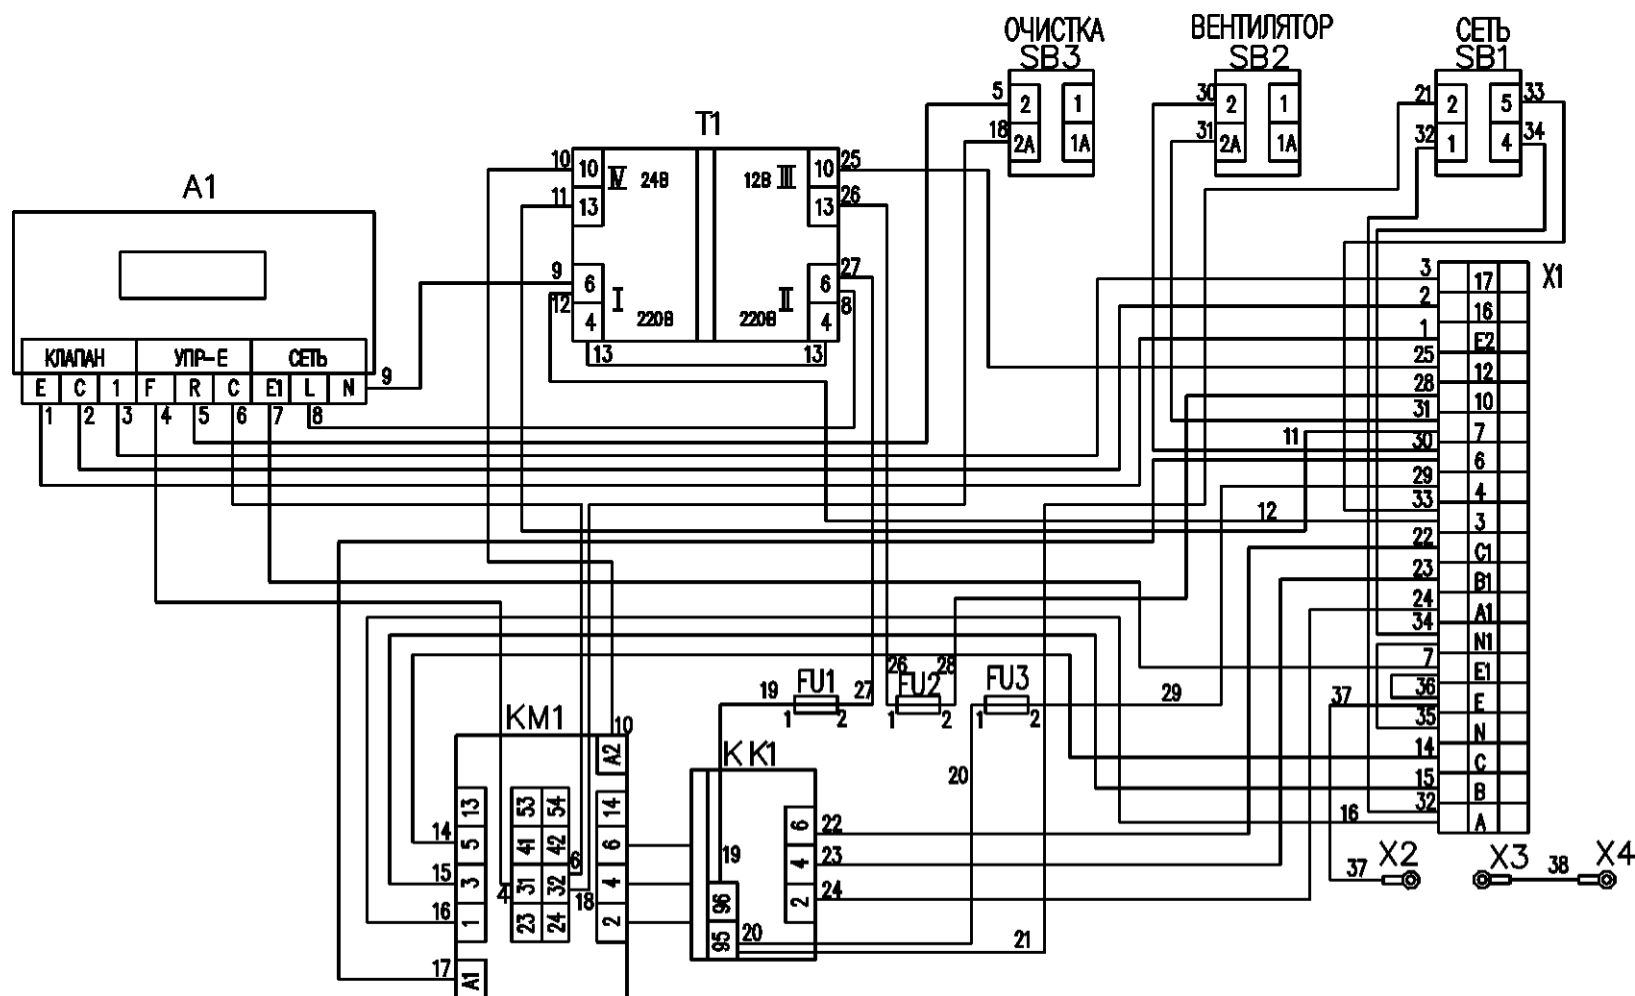 ОЧИСТКА
SB3
ВЕНТИЛЯТОР
SB2
СЕТЬ
SB1
5 2 1
18 2A 1A
30 2 1
31 2A 1A
21 2 5 33
32 1 4 34
T1
10 10 IV 24В 12В III 10 25
11 13 13 26
9 6 I 6 27
12 4 220В 220В II 4 8
13 13
A1
КЛАПАН УПР-Е СЕТЬ
E C 1 F R C E1 L N 9
1 2 3 4 5 6 7 8
X1
3 17
2 16
1 E2
25 12
28 10
31 7
11 30 6
29 4
33
12 3
22 C1
23 B1
24 A1
34 N1
7 E1
36 E
37 35 N
14 C
15 B
32
16 A
19 FU1 27
1 2
26 FU2 28
1 2
FU3 29
1 2
20
KM1
10
A2
13 53 54 14
14 5 41 42 6
15 3 4 31 32 6 18 4
16 1 23 24 2
17 A1
KK1
19
6 22
4 23
2 24
96
95 20 21
37 X2
X3 38 X4